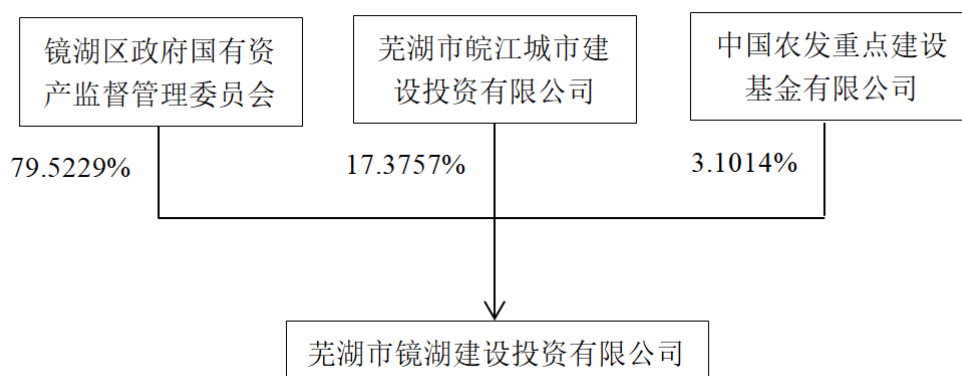 镜湖区政府国有资
产监督管理委员会
芜湖市皖江城市建
设投资有限公司
中国农发重点建设
基金有限公司
79.5229%
17.3757%
3.1014%
芜湖市镜湖建设投资有限公司